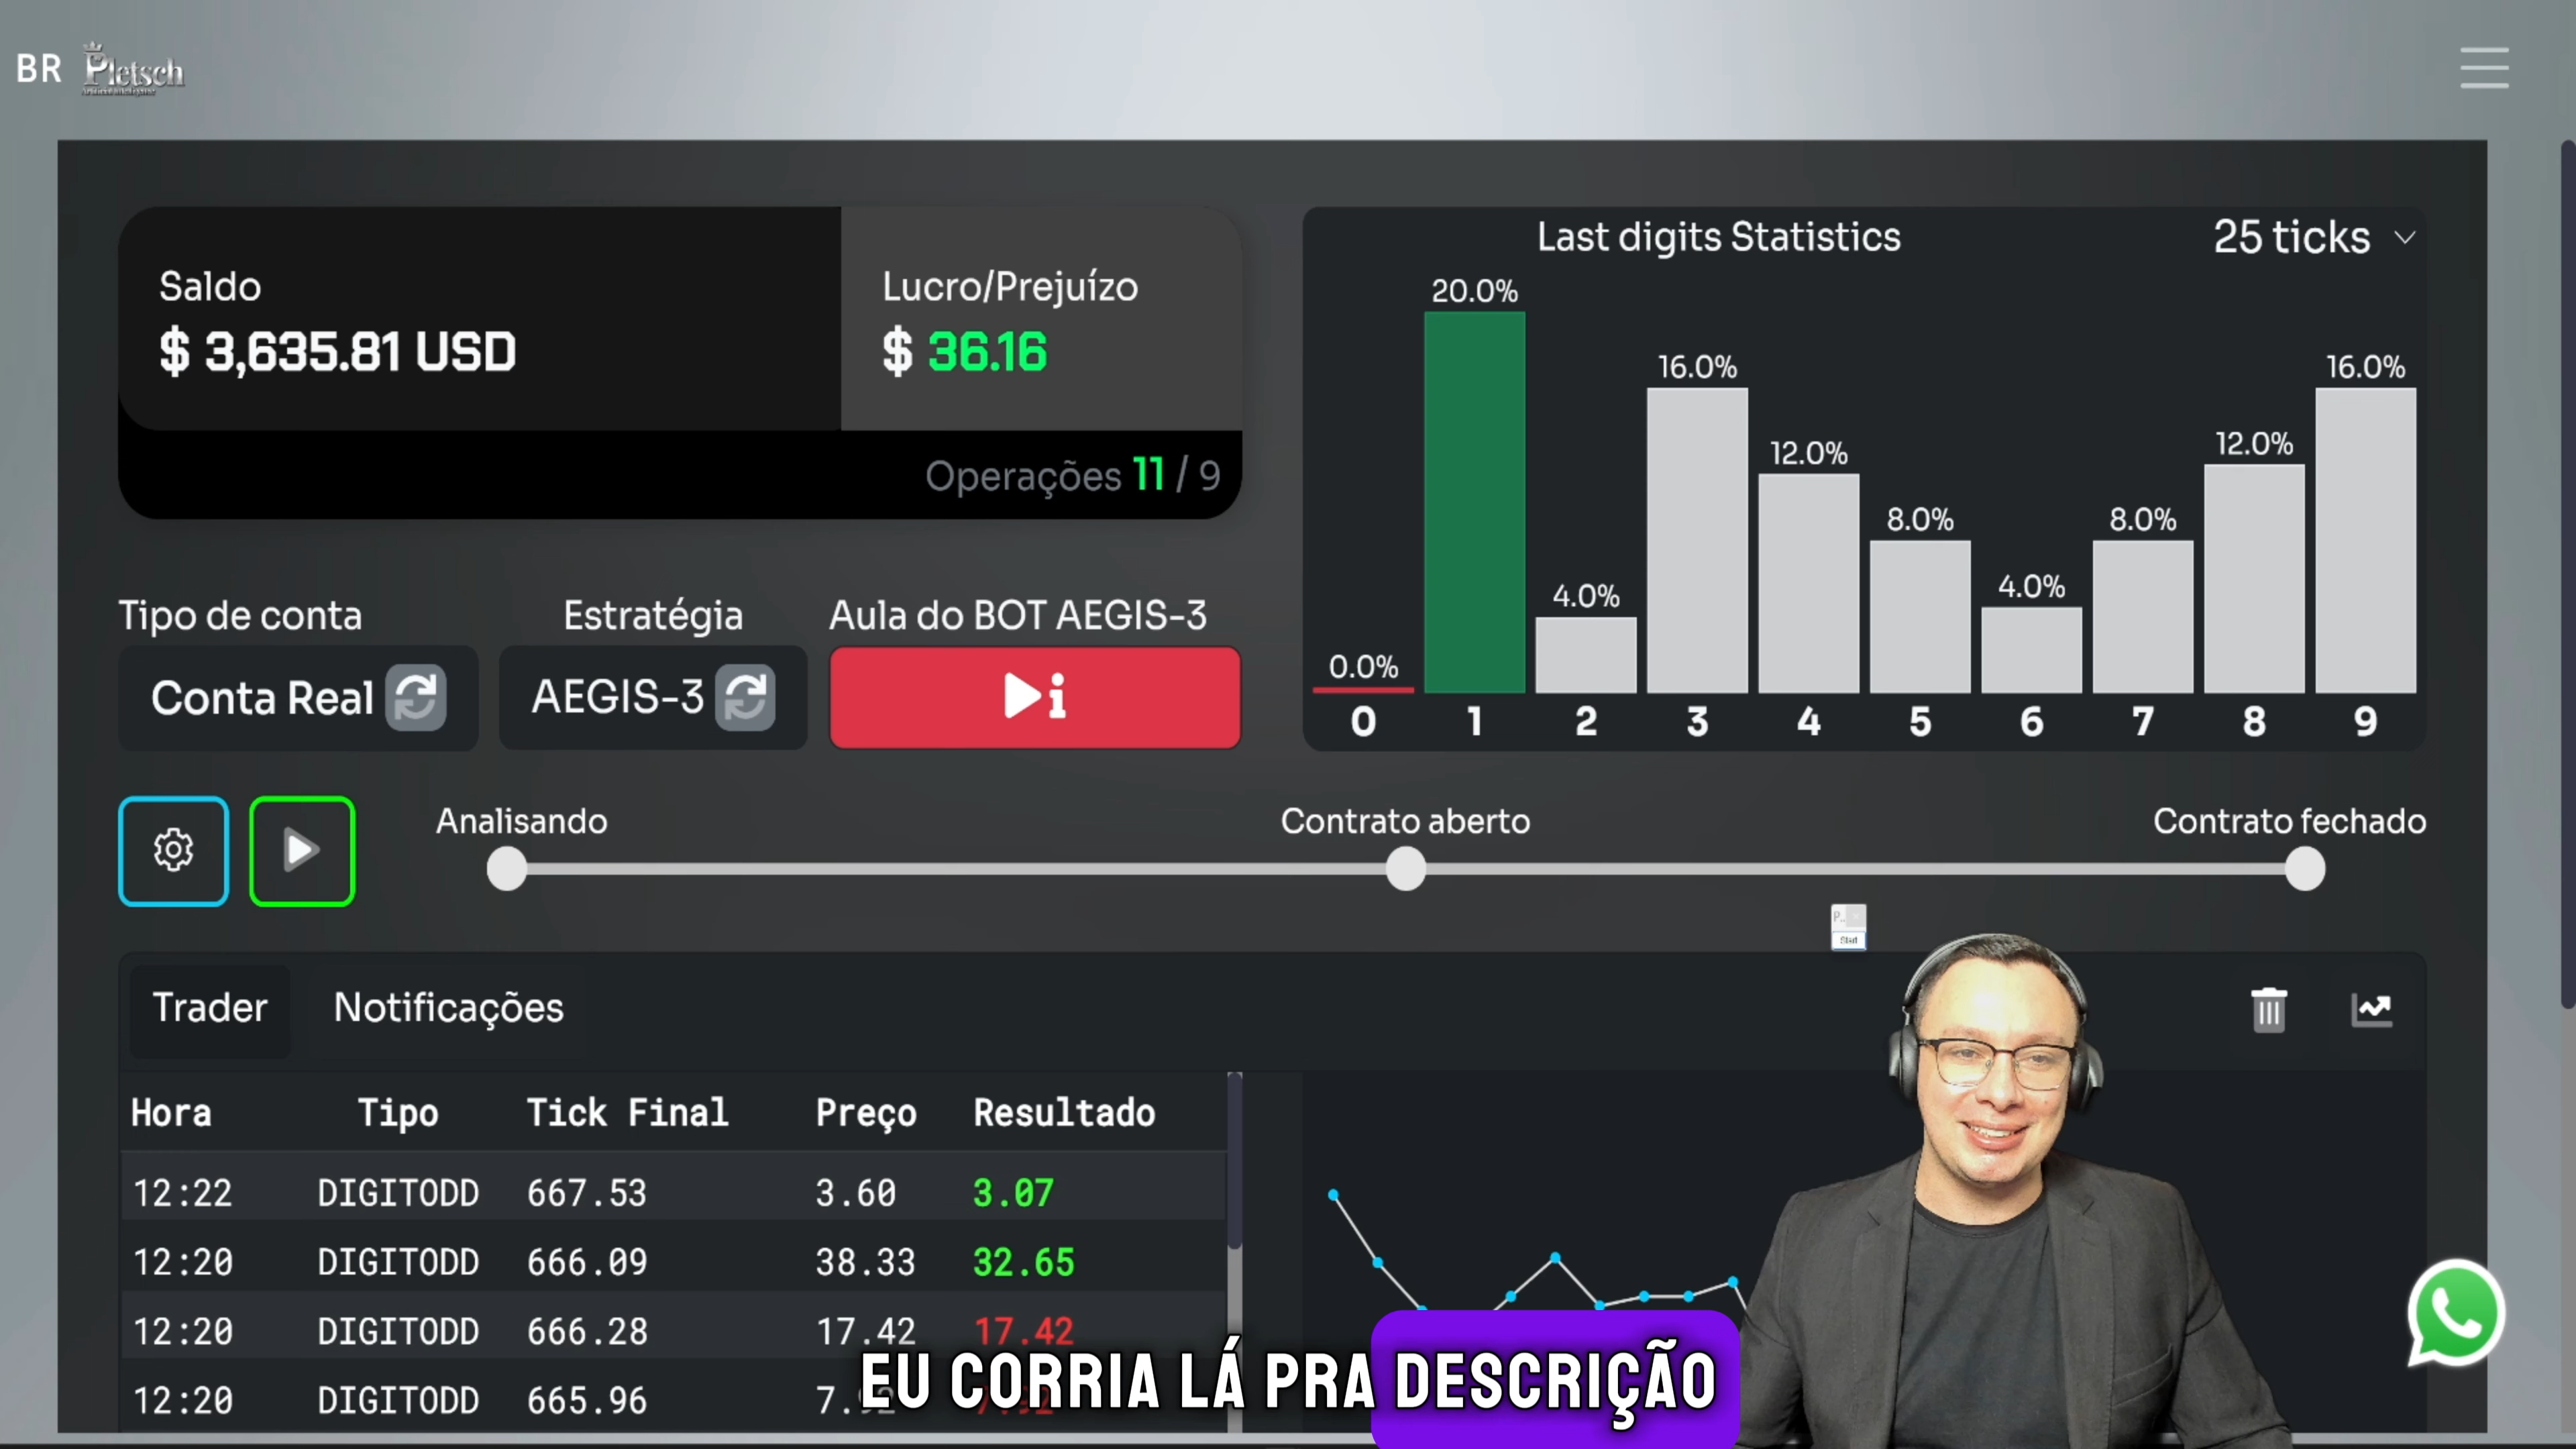 BR Pletsch
Artificial Intelligence
Saldo
$ 3,635.81 USD
Lucro/Prejuízo
$ 36.16
Operações 11 / 9
Last digits Statistics
25 ticks
0.0% 20.0% 4.0% 16.0% 12.0% 8.0% 4.0% 8.0% 12.0% 16.0%
0 1 2 3 4 5 6 7 8 9
Tipo de conta
Conta Real
Estratégia
AEGIS-3
Aula do BOT AEGIS-3
Analisando
Contrato aberto
Contrato fechado
P..
Start
Trader
Notificações
Hora Tipo Tick Final Preço Resultado
12:22 DIGITODD 667.53 3.60 3.07
12:20 DIGITODD 666.09 38.33 32.65
12:20 DIGITODD 666.28 17.42 17.42
12:20 DIGITODD 665.96
EU CORRIA LÁ PRA DESCRIÇÃO